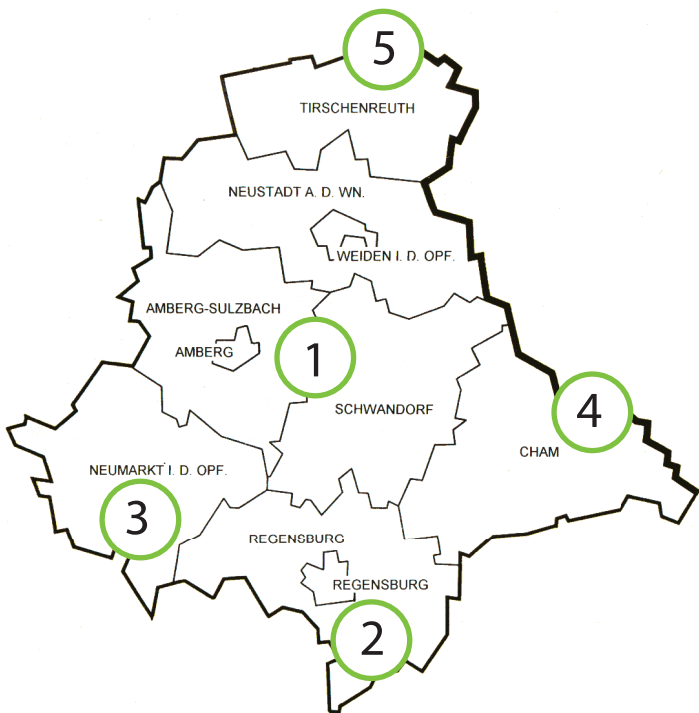 5
TIRSCHENREUTH
NEUSTADT A. D. WN.
WEIDEN I. D. OPF.
AMBERG-SULZBACH
AMBERG
1
SCHWANDORF
4
CHAM
NEUMARKT I. D. OPF.
3
REGENSBURG
REGENSBURG
2